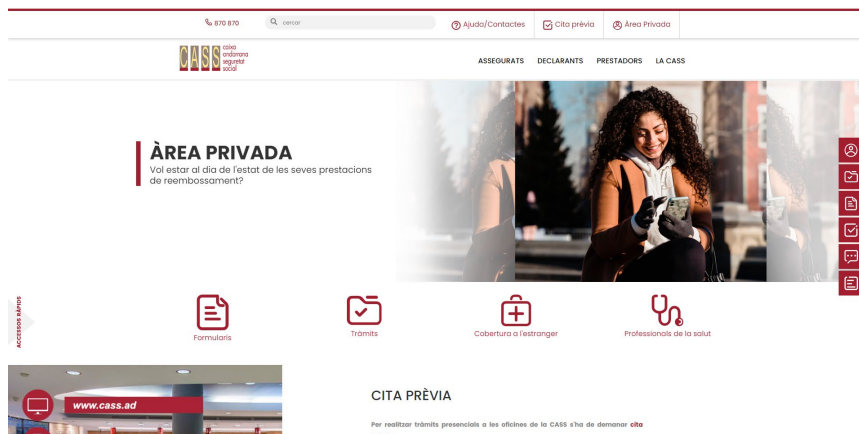 870 870
cercar
Ajuda/Contactes
Cita prèvia
Àrea Privada
CASS
caixa
andorrana
seguretat
social
ASSEGURATS DECLARANTS PRESTADORS LA CASS
ÀREA PRIVADA
Vol estar al dia de l'estat de les seves prestacions
de reembossament?
ACCESSOS RÀPIDS
Formularis
Tràmits
Cobertura a l'estranger
Professionals de la salut
www.cass.ad
CITA PRÈVIA
Per realitzar tràmits presencials a les oficines de la CASS s'ha de demanar cita